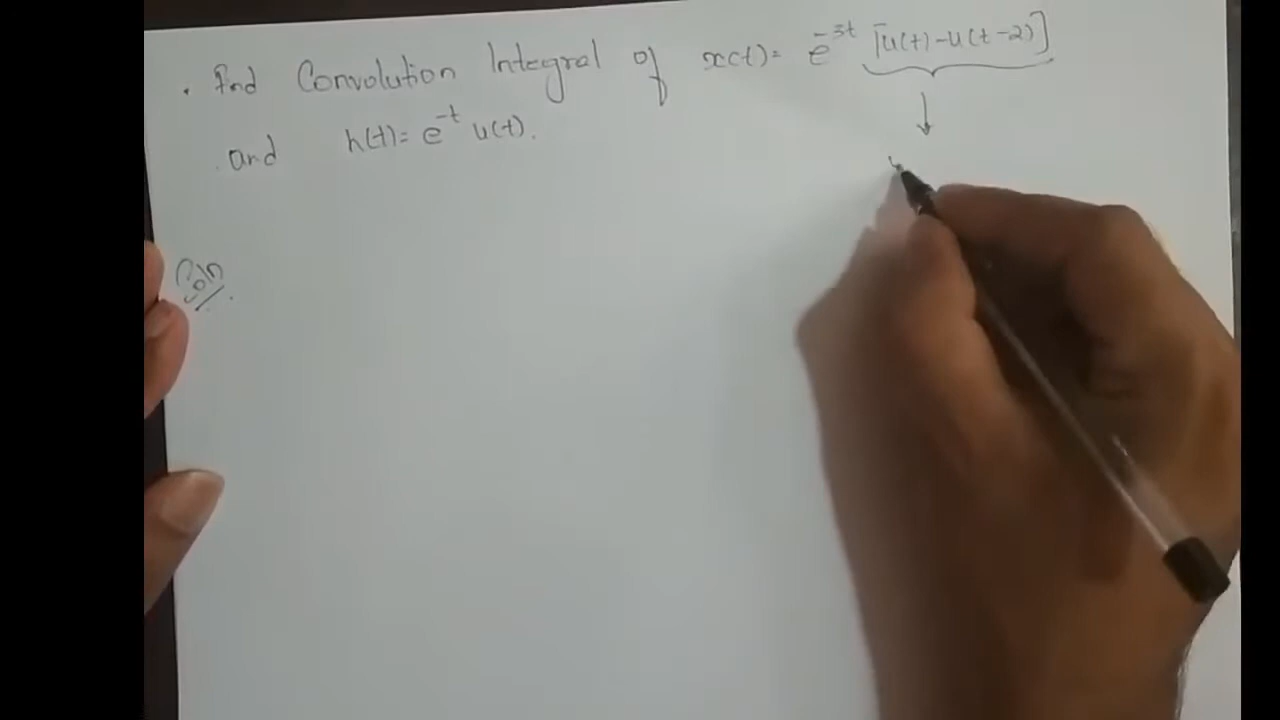 . Find Convolution Integral of x(t)= e^-3t [u(t)-u(t-2)]
and h(t)= e^-t u(t).
Soln